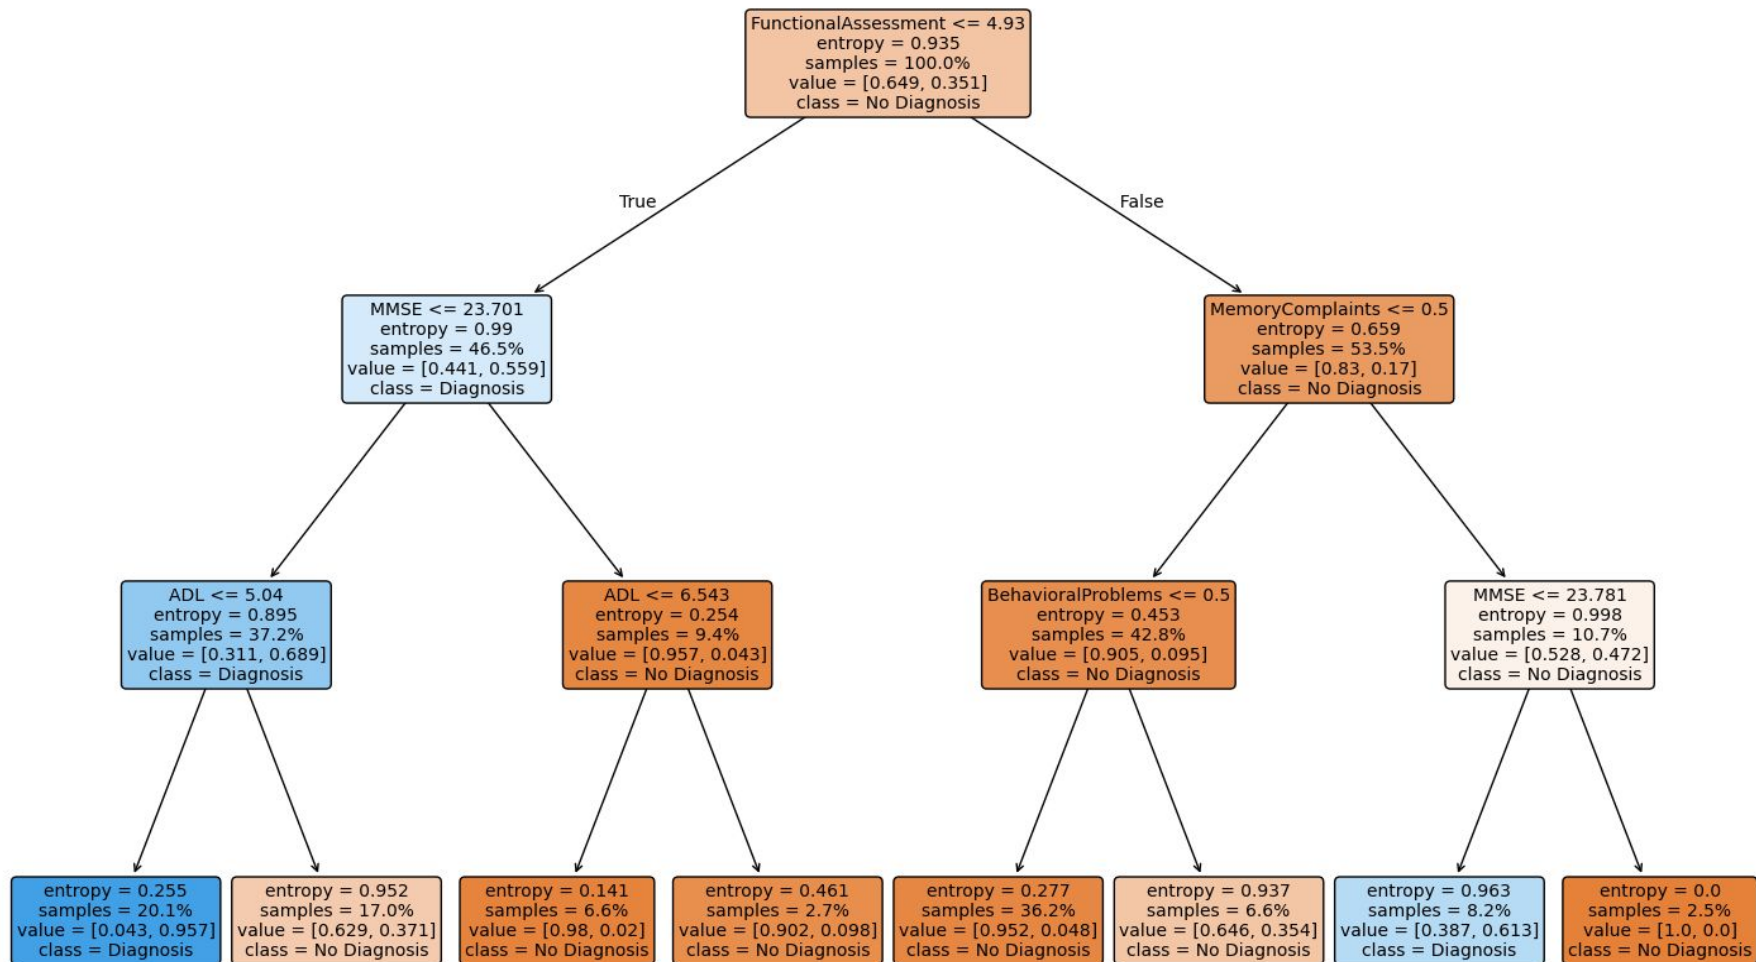 FunctionalAssessment <= 4.93
entropy = 0.935
samples = 100.0%
value = [0.649, 0.351]
class = No Diagnosis
True
False
MMSE <= 23.701
entropy = 0.99
samples = 46.5%
value = [0.441, 0.559]
class = Diagnosis
MemoryComplaints <= 0.5
entropy = 0.659
samples = 53.5%
value = [0.83, 0.17]
class = No Diagnosis
ADL <= 5.04
entropy = 0.895
samples = 37.2%
value = [0.311, 0.689]
class = Diagnosis
ADL <= 6.543
entropy = 0.254
samples = 9.4%
value = [0.957, 0.043]
class = No Diagnosis
BehavioralProblems <= 0.5
entropy = 0.453
samples = 42.8%
value = [0.905, 0.095]
class = No Diagnosis
MMSE <= 23.781
entropy = 0.998
samples = 10.7%
value = [0.528, 0.472]
class = No Diagnosis
entropy = 0.255
samples = 20.1%
value = [0.043, 0.957]
class = Diagnosis
entropy = 0.952
samples = 17.0%
value = [0.629, 0.371]
class = No Diagnosis
entropy = 0.141
samples = 6.6%
value = [0.98, 0.02]
class = No Diagnosis
entropy = 0.461
samples = 2.7%
value = [0.902, 0.098]
class = No Diagnosis
entropy = 0.277
samples = 36.2%
value = [0.952, 0.048]
class = No Diagnosis
entropy = 0.937
samples = 6.6%
value = [0.646, 0.354]
class = No Diagnosis
entropy = 0.963
samples = 8.2%
value = [0.387, 0.613]
class = Diagnosis
entropy = 0.0
samples = 2.5%
value = [1.0, 0.0]
class = No Diagnosis